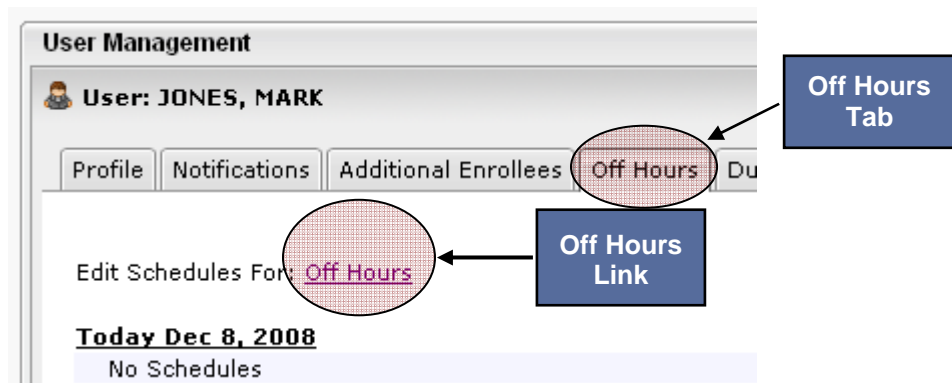 User Management
User: JONES, MARK
Off Hours
Tab
Profile Notifications Additional Enrollees Off Hours Du
Off Hours
Link
Edit Schedules For: Off Hours
Today Dec 8, 2008
No Schedules